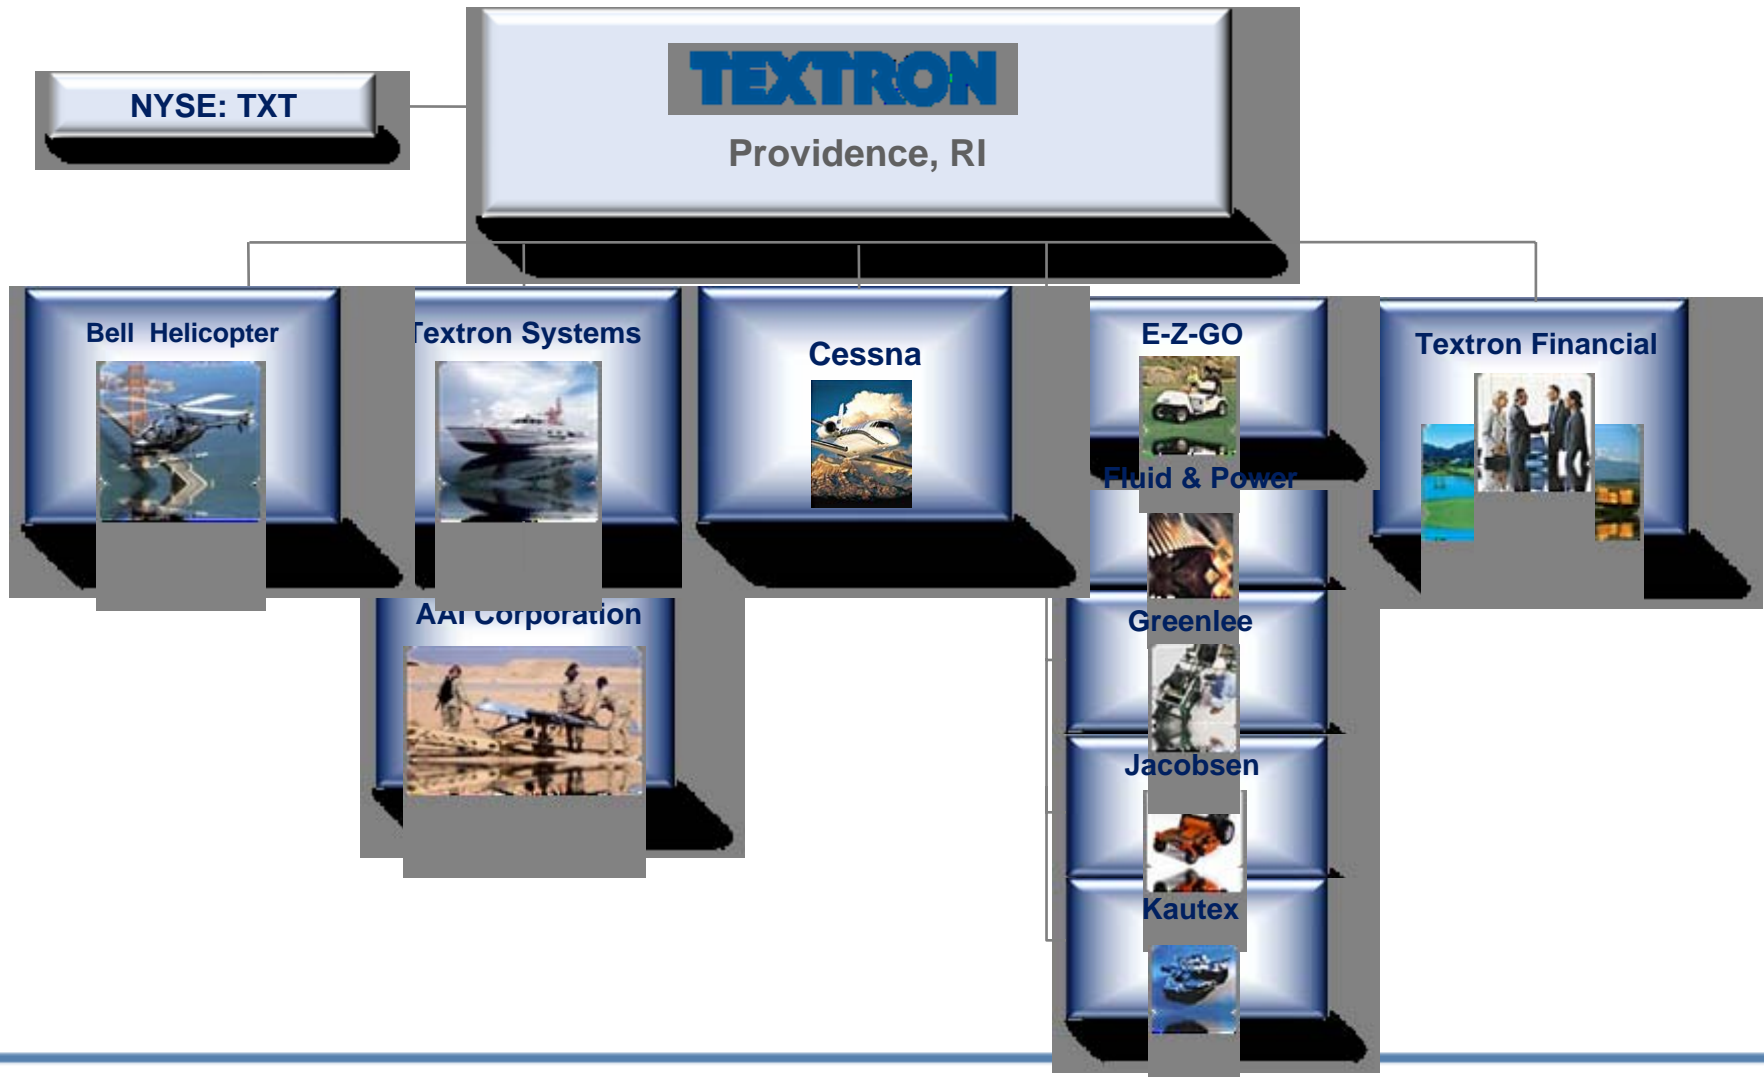 TEXTRON
NYSE: TXT
Providence, RI
Bell Helicopter
Textron Systems
Cessna
E-Z-GO
Textron Financial
Fluid & Power
AAI Corporation
Greenlee
Jacobsen
Kautex